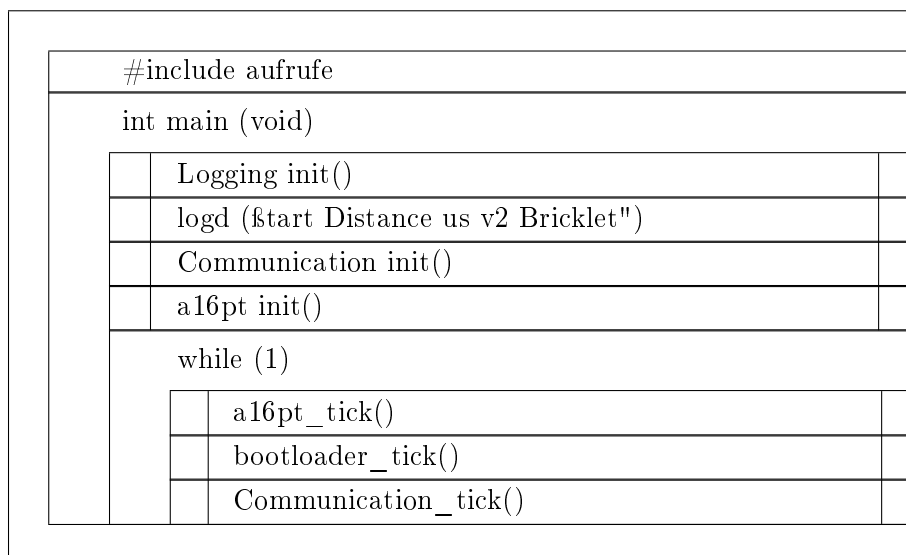 #include aufrufe
int main (void)
Logging init()
logd (ßtart Distance us v2 Bricklet")
Communication init()
a16pt init()
while (1)
a16pt_tick()
bootloader_tick()
Communication_tick()